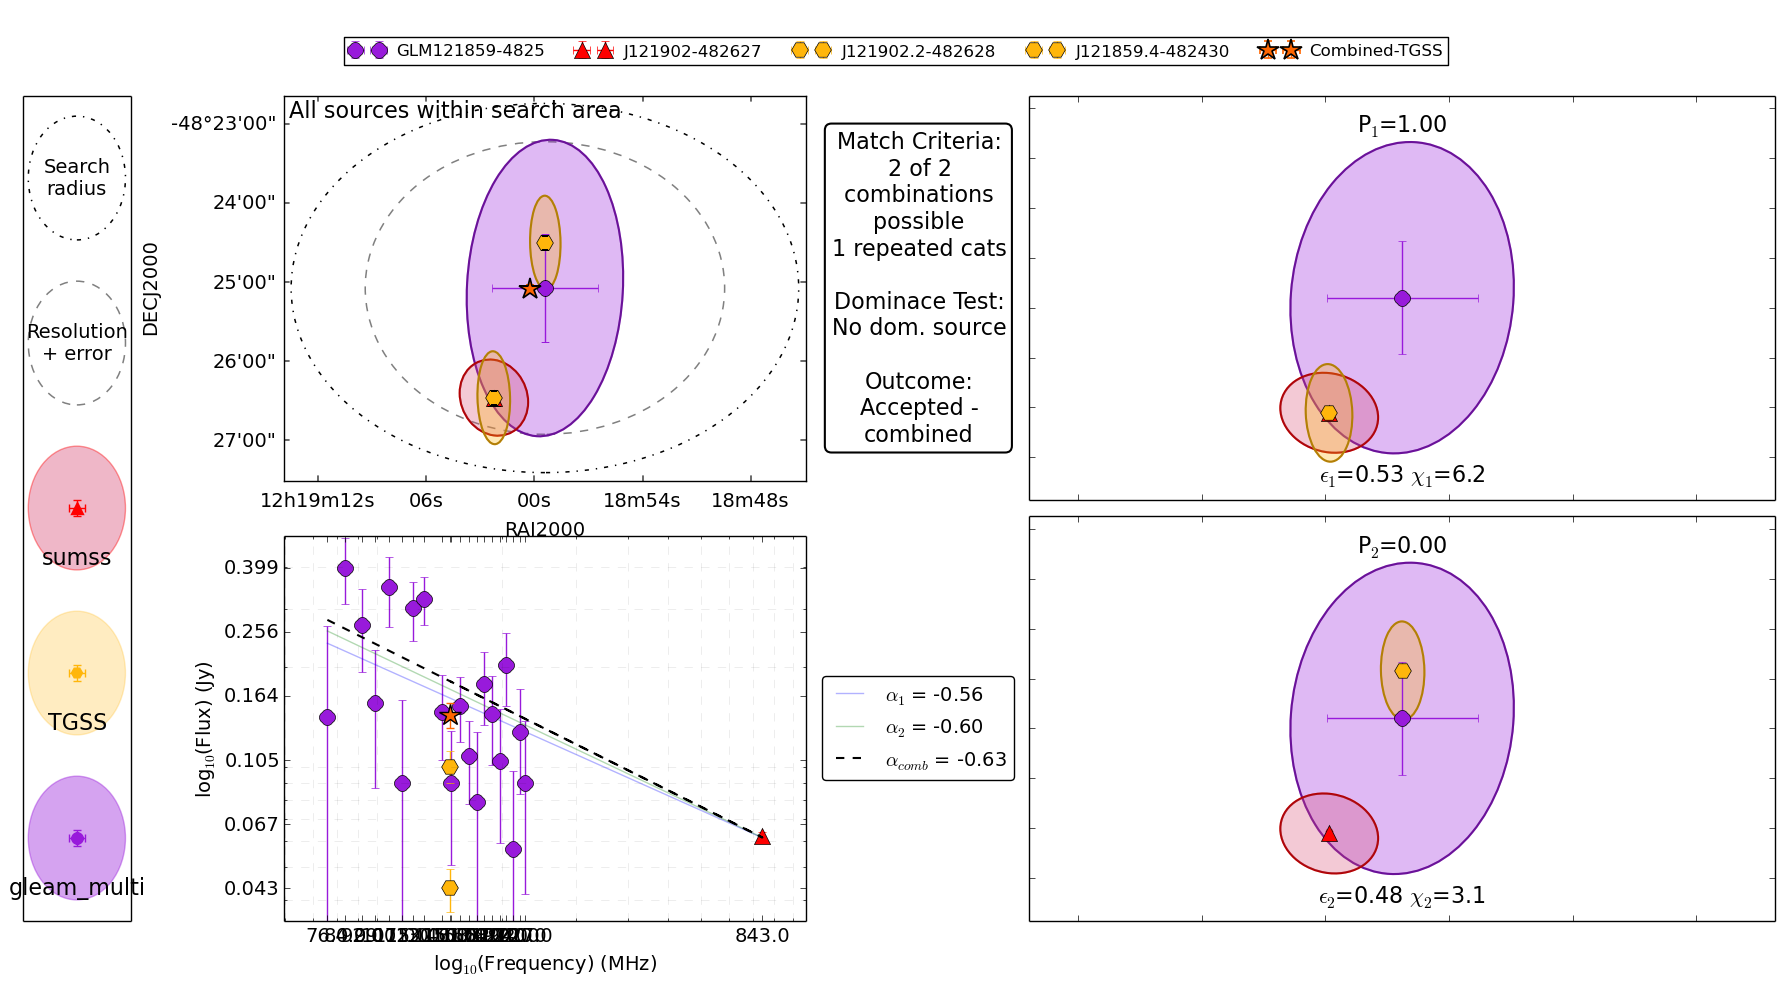 GLM121859-4825 J121902-482627 J121902.2-482628 J121859.4-482430 Combined-TGSS
Search
radius
Resolution
+ error
sumss
TGSS
gleam_multi
All sources within search area
DECJ2000
-48°23'00"
24'00"
25'00"
26'00"
27'00"
12h19m12s 06s 00s 18m54s 18m48s
RAJ2000
Match Criteria:
2 of 2
combinations
possible
1 repeated cats
Dominace Test:
No dom. source
Outcome:
Accepted -
combined
P1=1.00
ϵ1=0.53 χ1=6.2
P2=0.00
ϵ2=0.48 χ2=3.1
log10(Flux) (Jy)
0.399
0.256
0.164
0.105
0.067
0.043
843.0
log10(Frequency) (MHz)
α1 = -0.56
α2 = -0.60
αcomb = -0.63